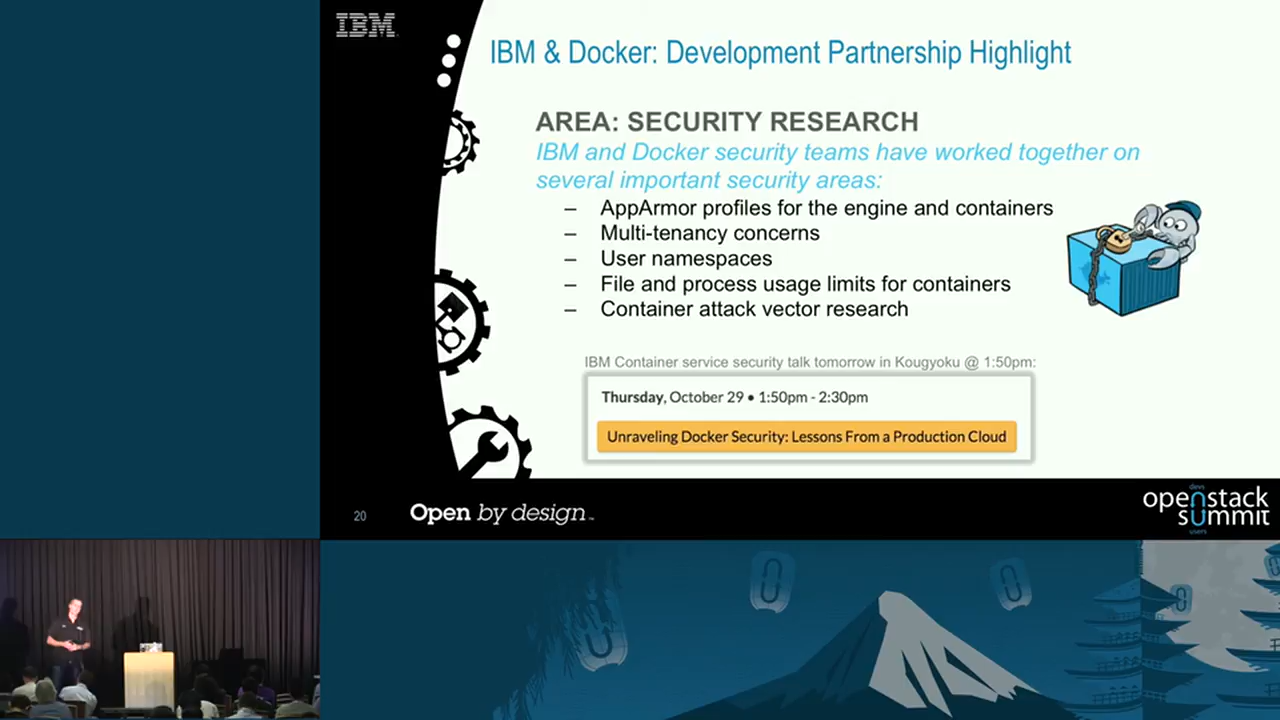 IBM
IBM & Docker: Development Partnership Highlight
AREA: SECURITY RESEARCH
IBM and Docker security teams have worked together on
several important security areas:
– AppArmor profiles for the engine and containers
– Multi-tenancy concerns
– User namespaces
– File and process usage limits for containers
– Container attack vector research
IBM Container service security talk tomorrow in Kougyoku @ 1:50pm:
Thursday, October 29 • 1:50pm - 2:30pm
Unraveling Docker Security: Lessons From a Production Cloud
20
Open by design™
devs
openstack
summit
users